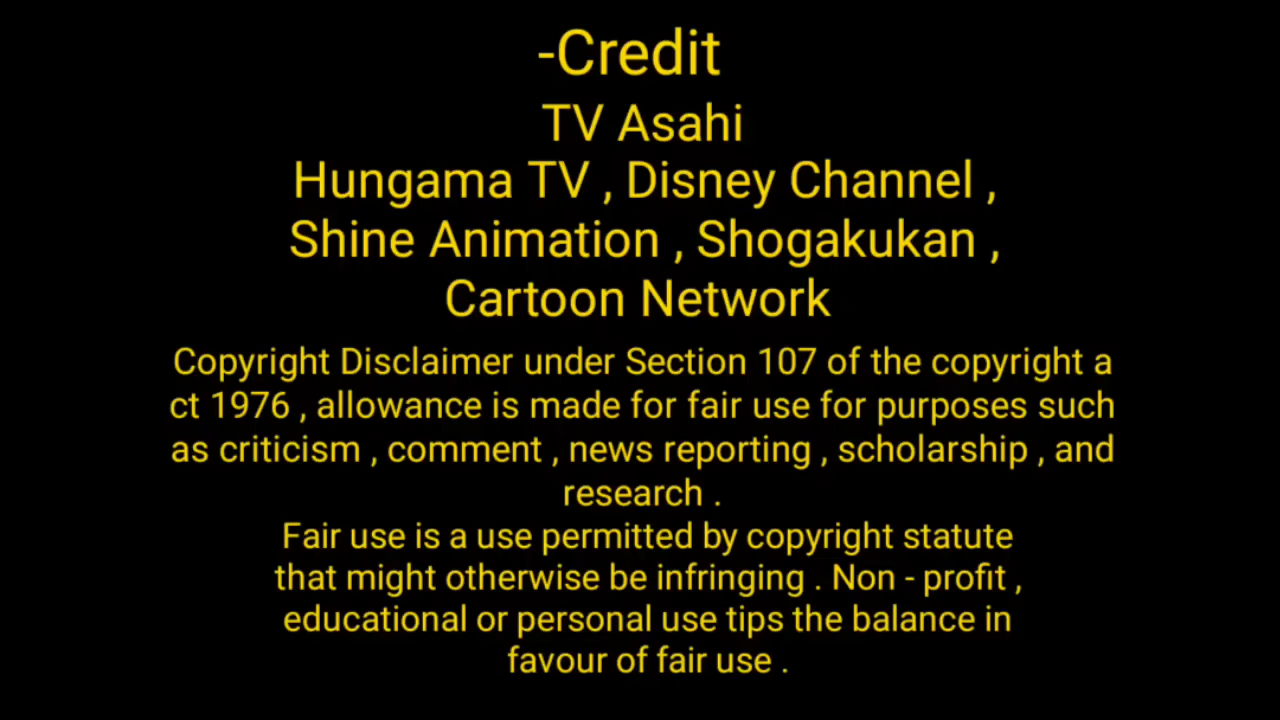 -Credit
TV Asahi
Hungama TV , Disney Channel ,
Shine Animation , Shogakukan ,
Cartoon Network
Copyright Disclaimer under Section 107 of the copyright a
ct 1976 , allowance is made for fair use for purposes such
as criticism , comment , news reporting , scholarship , and
research .
Fair use is a use permitted by copyright statute
that might otherwise be infringing . Non - profit ,
educational or personal use tips the balance in
favour of fair use .